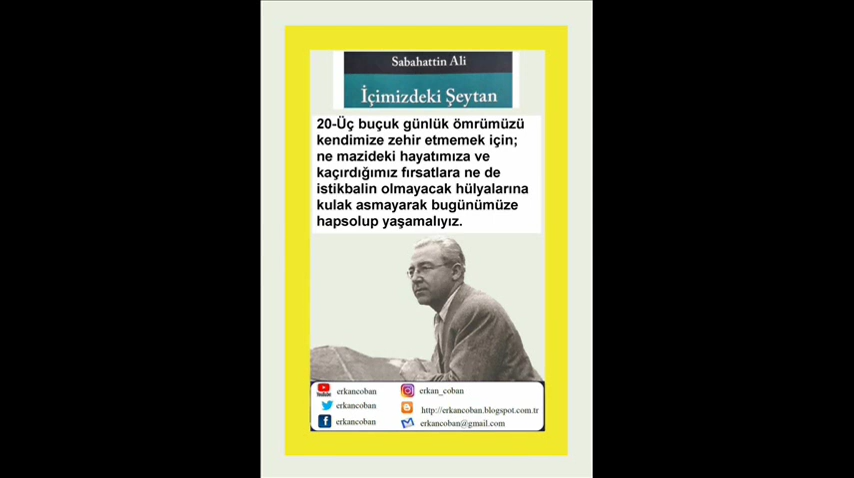 Sabahattin Ali
İçimizdeki Şeytan
20-Üç buçuk günlük ömrümüzü
kendimize zehir etmemek için;
ne mazideki hayatımıza ve
kaçırdığımız fırsatlara ne de
istikbalin olmayacak hülyalarına
kulak asmayarak bugünümüze
hapsolup yaşamalıyız.
YouTube erkancoban
erkan_coban
erkancoban
http://erkancoban.blogspot.com.tr
erkancoban
erkancoban@gmail.com